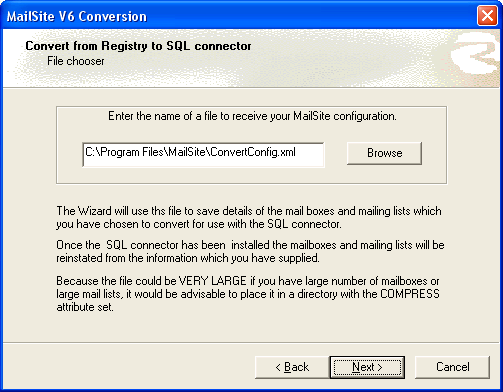 MailSite V6 Conversion
Convert from Registry to SQL connector
File chooser
Enter the name of a file to receive your MailSite configuration.
C:\Program Files\MailSite\ConvertConfig.xml
Browse
The Wizard will use ths file to save details of the mail boxes and mailing lists which
you have chosen to convert for use with the SQL connector.
Once the  SQL connector has been  installed the mailboxes and mailing lists will be
reinstated from the information which you have supplied.
Because the file could be VERY LARGE if you have large number of mailboxes or
large mail lists, it would be advisable to place it in a directory with the COMPRESS
attribute set.
< Back
Next >
Cancel